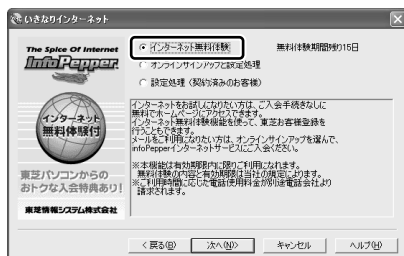 いきなりインターネット
The Spice Of Internet
InfoPepper
インターネット
無料体験付
東芝パソコンからの
おトクな入会特典あり!
東芝情報システム株式会社
インターネット無料体験 無料体験期間残り15日
オンラインサインアップと設定処理
設定処理(契約済みのお客様)
インターネットをお試しになりたい方は、ご入会手続きなしに
無料でホームページにアクセスできます。
インターネット無料体験機能を使って、東芝お客様登録を
行うこともできます。
メールをご利用になりたい方は、オンラインサインアップを選んで、
infoPepperインターネットサービスにご入会ください。
※本機能は有効期限内に限りご利用になれます。
無料体験の内容と有効期限は当社の規定によります。
※ご利用時間に応じた電話使用料金が別途電話会社より
請求されます。
< 戻る(B) 次へ(N)> キャンセル ヘルプ(H)